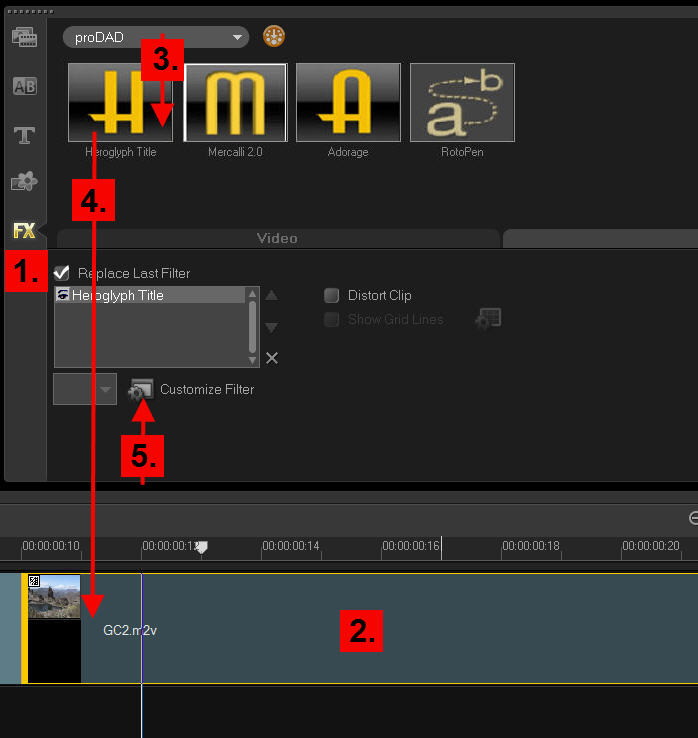 proDAD
3.
AB
Heroglyph Title
Mercalli 2.0
Adorage
b
a
RotoPen
T
4.
FX
Video
1.
Replace Last Filter
Heroglyph Title
Distort Clip
Show Grid Lines
Customize Filter
5.
00:00:00:10
00:00:00:14
00:00:00:16
00:00:00:18
00:00:00:20
GC2.m2v
2.